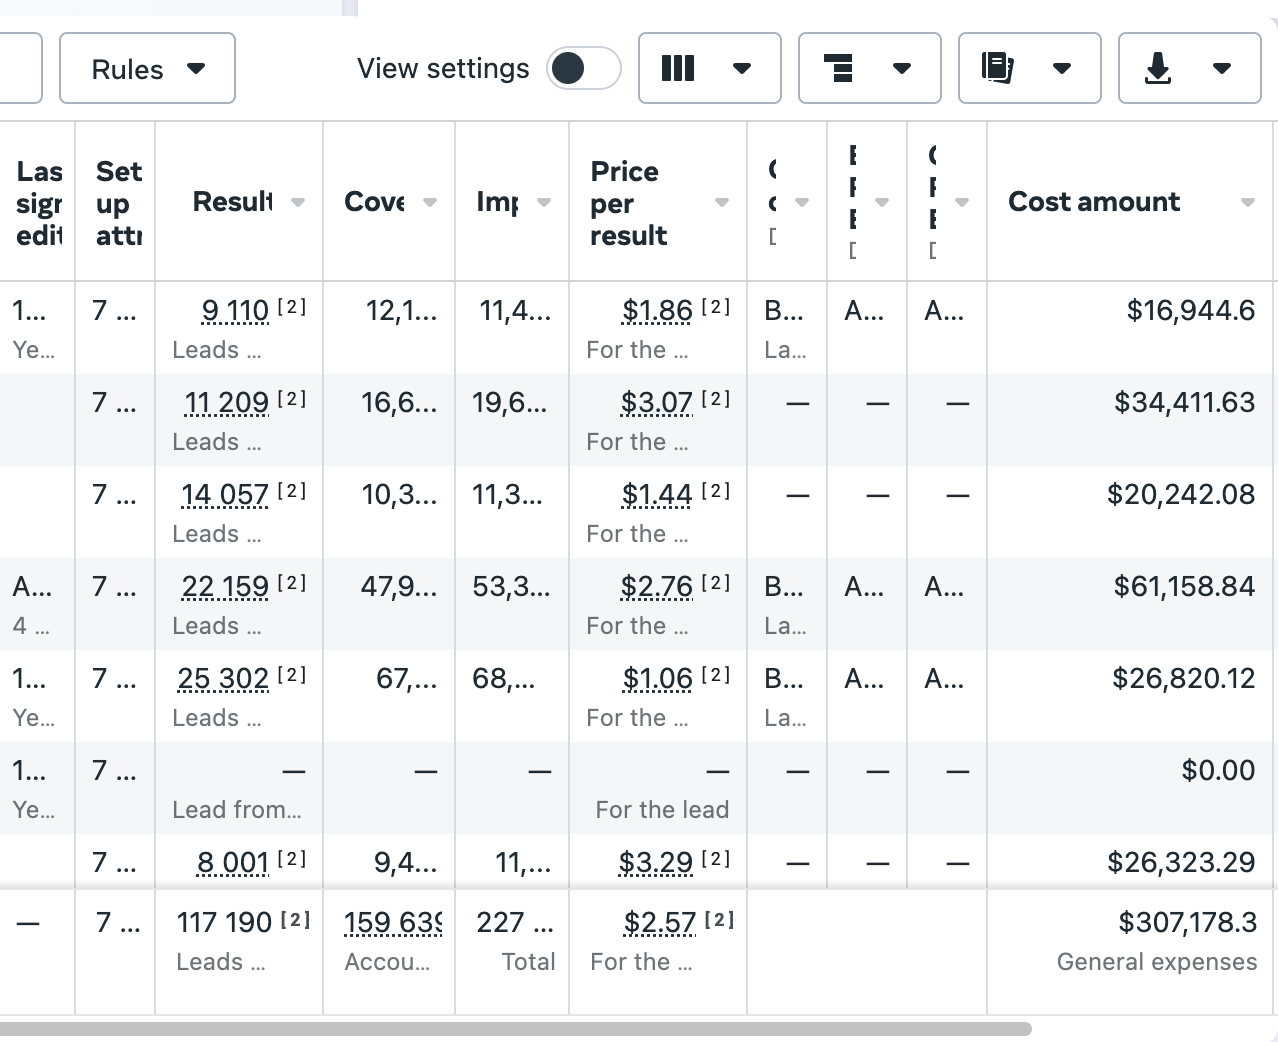 Rules
View settings
Las
sigr
edit
Set
up
attr
Result
Cove
Imp
Price
per
result
Cost amount
1... 7 ... 9 110 [2] 12,1... 11,4... $1.86 [2] B... A... A... $16,944.6
Ye... Leads ... For the ... La...
7 ... 11 209 [2] 16,6... 19,6... $3.07 [2] — — — $34,411.63
Leads ... For the ...
7 ... 14 057 [2] 10,3... 11,3... $1.44 [2] — — — $20,242.08
Leads ... For the ...
A... 7 ... 22 159 [2] 47,9... 53,3... $2.76 [2] B... A... A... $61,158.84
4 ... Leads ... For the ... La...
1... 7 ... 25 302 [2] 67,... 68,... $1.06 [2] B... A... A... $26,820.12
Ye... Leads ... For the ... La...
1... 7 ... — — — — — — — $0.00
Ye... Lead from... For the lead
7 ... 8 001 [2] 9,4... 11,... $3.29 [2] — — — $26,323.29
— 7 ... 117 190 [2] 159 639 227 ... $2.57 [2] $307,178.3
Leads ... Accou... Total For the ... General expenses